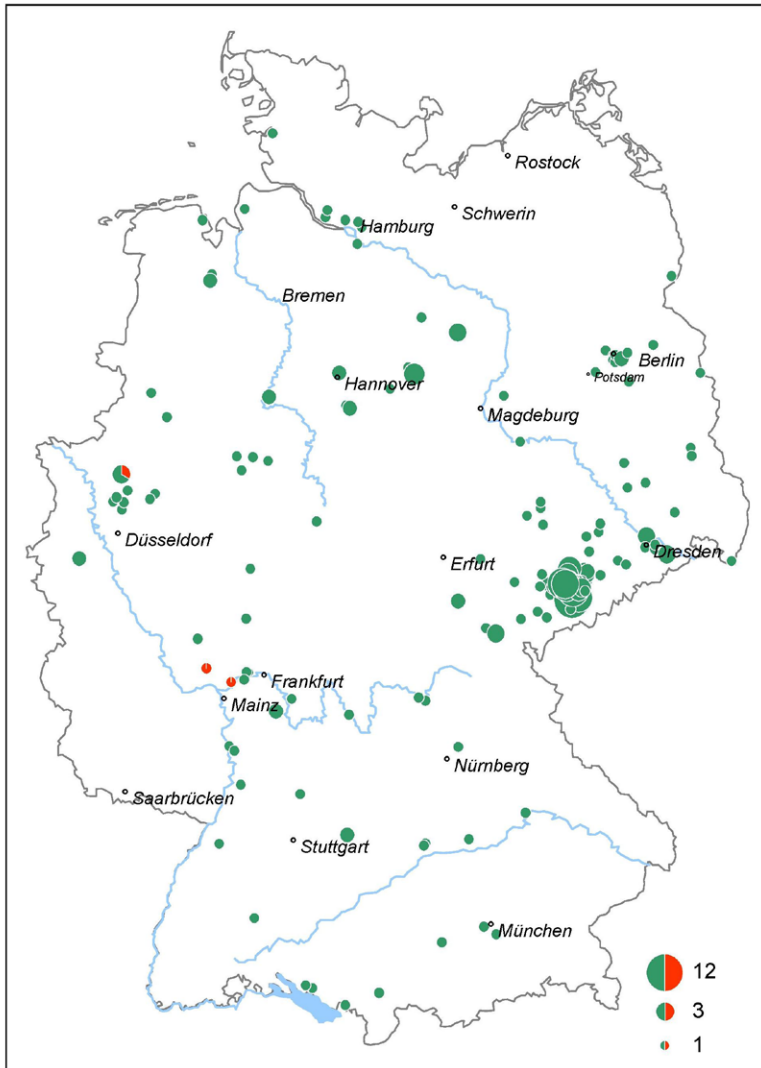 Rostock
Schwerin
Hamburg
Bremen
Berlin
Potsdam
Hannover
Magdeburg
Düsseldorf
Erfurt
Dresden
Frankfurt
Mainz
Nürnberg
Saarbrücken
Stuttgart
München
12
3
1